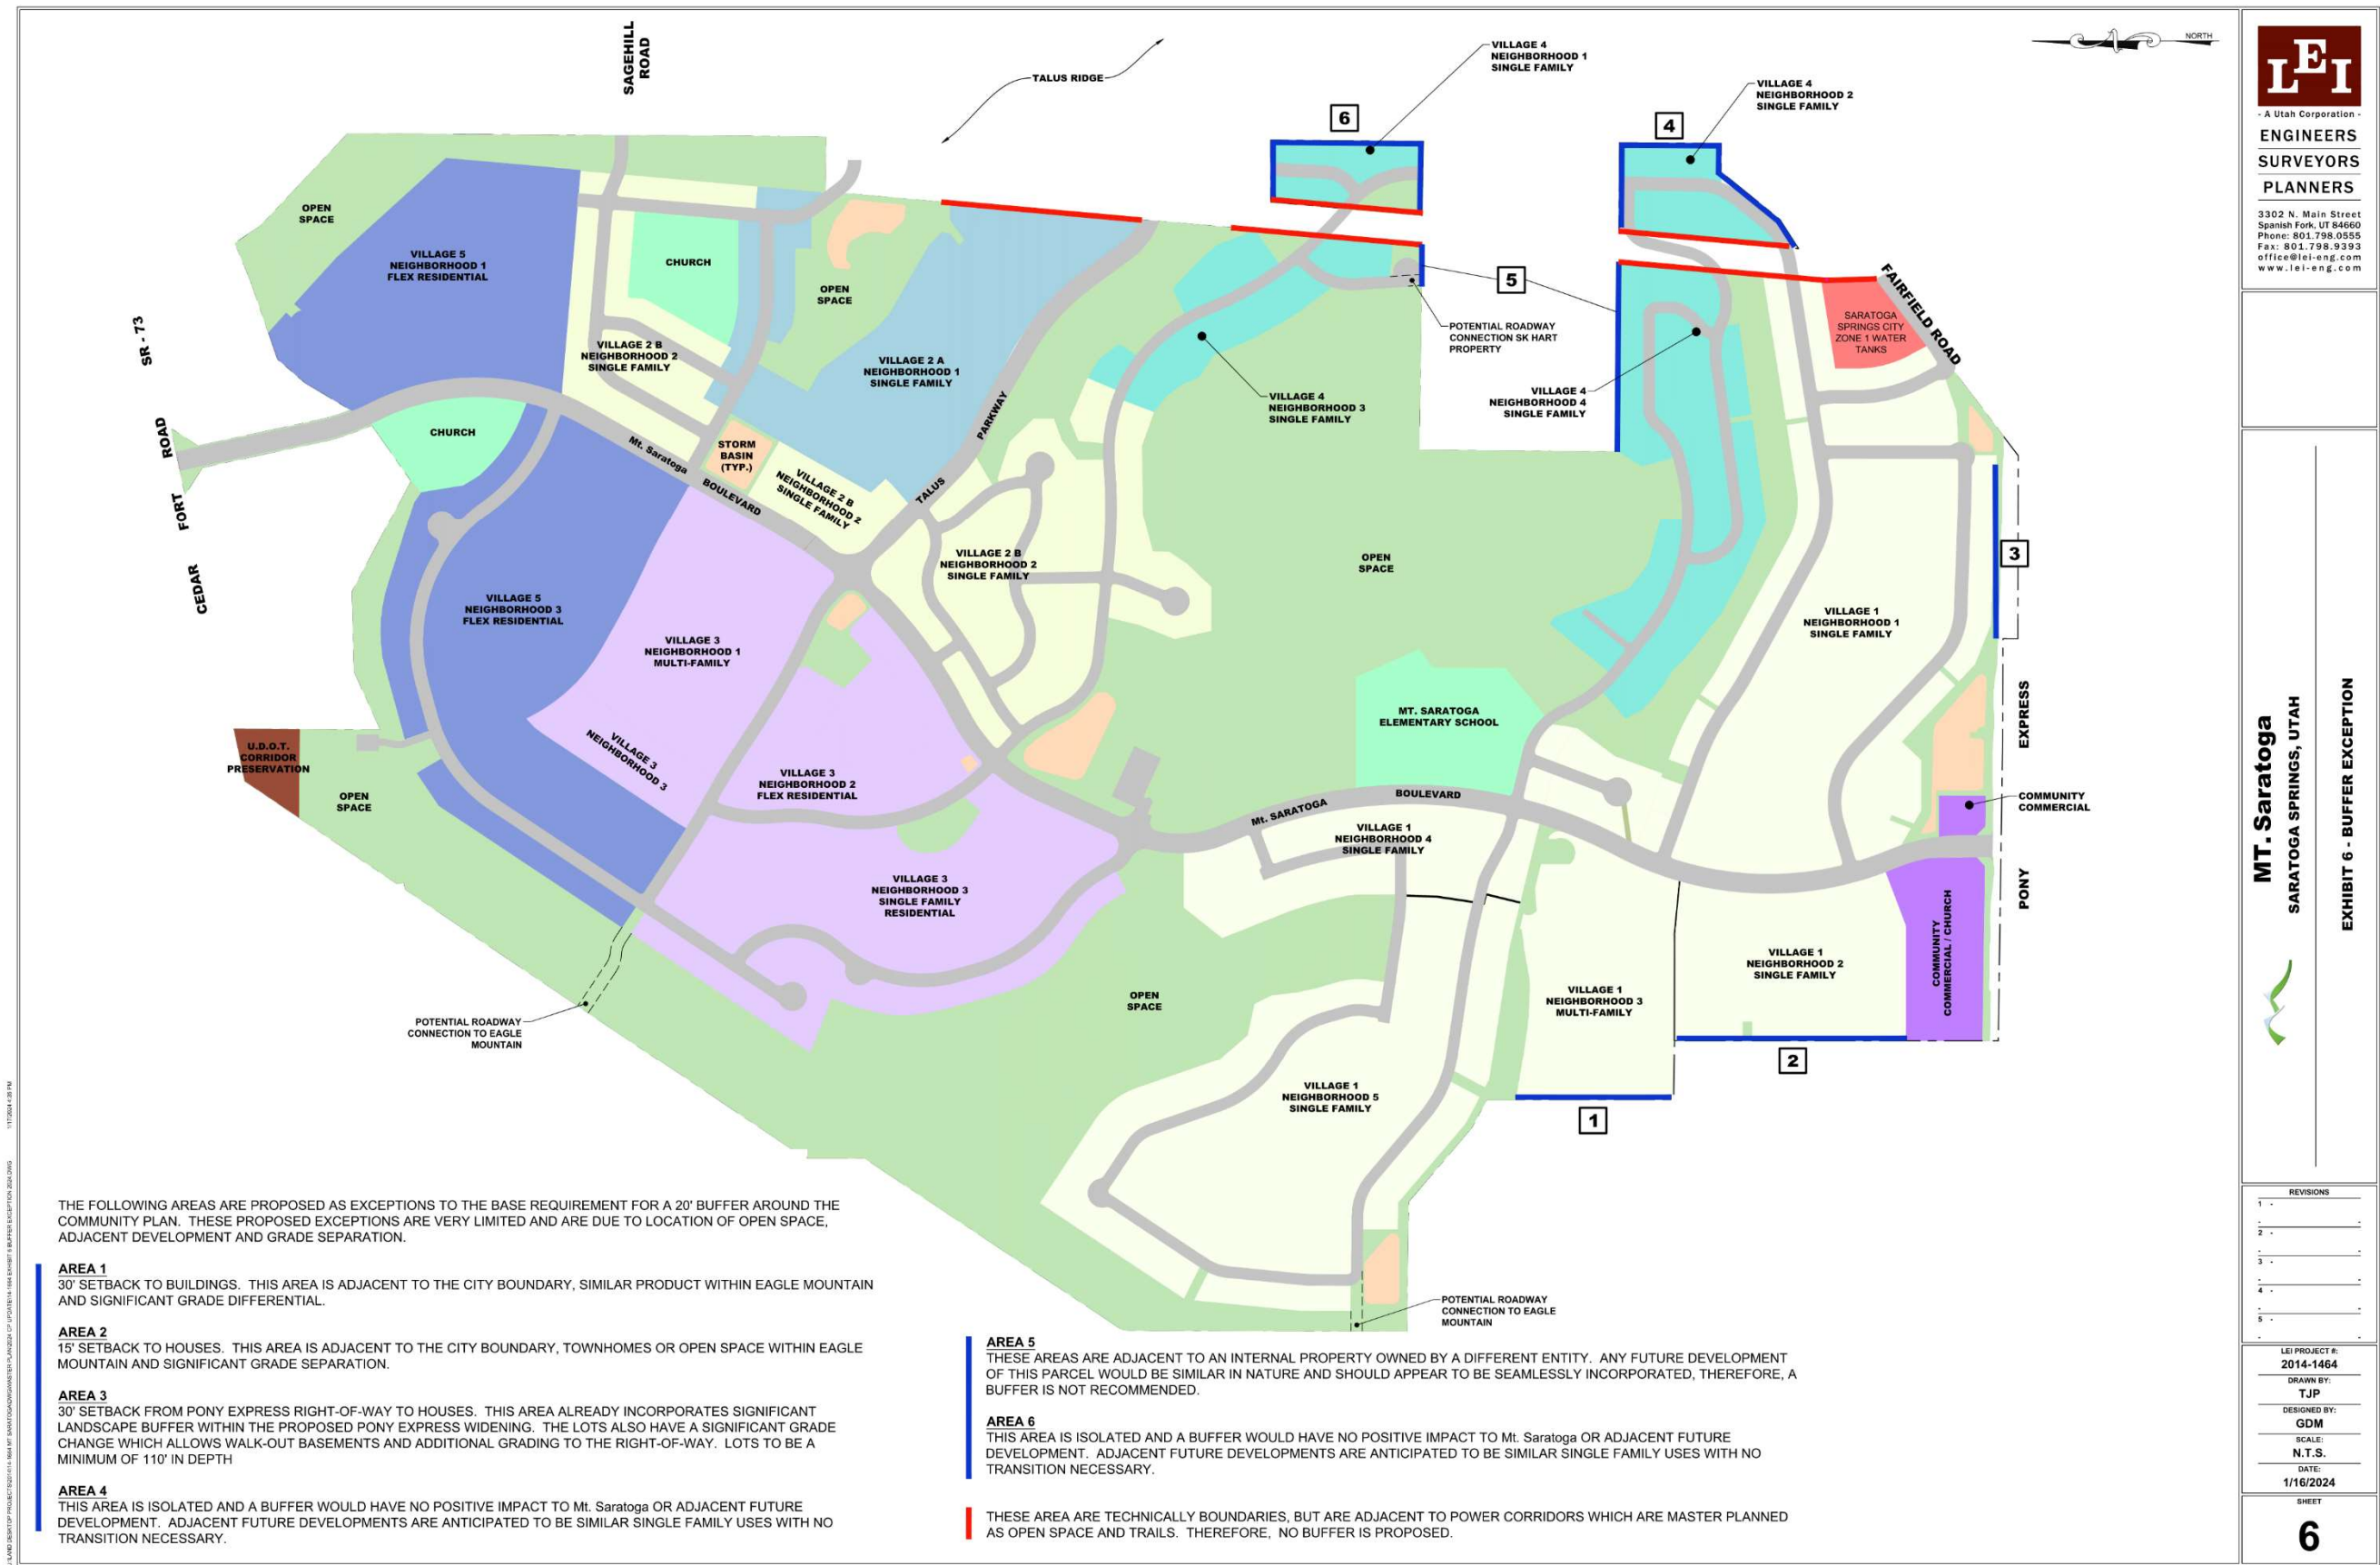 SAGEHILL
ROAD
TALUS RIDGE
VILLAGE 4
NEIGHBORHOOD 1
SINGLE FAMILY
VILLAGE 4
NEIGHBORHOOD 2
SINGLE FAMILY
NORTH
6
4
OPEN
SPACE
VILLAGE 5
NEIGHBORHOOD 1
FLEX RESIDENTIAL
CHURCH
OPEN
SPACE
5
FAIRFIELD ROAD
SARATOGA
SPRINGS CITY
ZONE 1 WATER
TANKS
SR - 73
VILLAGE 2 B
NEIGHBORHOOD 2
SINGLE FAMILY
VILLAGE 2 A
NEIGHBORHOOD 1
SINGLE FAMILY
POTENTIAL ROADWAY
CONNECTION SK HART
PROPERTY
VILLAGE 4
NEIGHBORHOOD 3
SINGLE FAMILY
VILLAGE 4
NEIGHBORHOOD 4
SINGLE FAMILY
CEDAR FORT ROAD
CHURCH
Mt. Saratoga
BOULEVARD
STORM
BASIN
(TYP.)
VILLAGE 2 B
NEIGHBORHOOD 2
SINGLE FAMILY
TALUS PARKWAY
VILLAGE 2 B
NEIGHBORHOOD 2
SINGLE FAMILY
OPEN
SPACE
3
VILLAGE 5
NEIGHBORHOOD 3
FLEX RESIDENTIAL
VILLAGE 3
NEIGHBORHOOD 1
MULTI-FAMILY
VILLAGE 1
NEIGHBORHOOD 1
SINGLE FAMILY
MT. SARATOGA
ELEMENTARY SCHOOL
PONY EXPRESS
U.D.O.T.
CORRIDOR
PRESERVATION
OPEN
SPACE
VILLAGE 3
NEIGHBORHOOD 3
VILLAGE 3
NEIGHBORHOOD 2
FLEX RESIDENTIAL
Mt. SARATOGA
BOULEVARD
COMMUNITY
COMMERCIAL
VILLAGE 1
NEIGHBORHOOD 4
SINGLE FAMILY
VILLAGE 3
NEIGHBORHOOD 3
SINGLE FAMILY
RESIDENTIAL
COMMUNITY
COMMERCIAL / CHURCH
VILLAGE 1
NEIGHBORHOOD 2
SINGLE FAMILY
VILLAGE 1
NEIGHBORHOOD 3
MULTI-FAMILY
OPEN
SPACE
POTENTIAL ROADWAY
CONNECTION TO EAGLE
MOUNTAIN
2
VILLAGE 1
NEIGHBORHOOD 5
SINGLE FAMILY
1
POTENTIAL ROADWAY
CONNECTION TO EAGLE
MOUNTAIN
THE FOLLOWING AREAS ARE PROPOSED AS EXCEPTIONS TO THE BASE REQUIREMENT FOR A 20' BUFFER AROUND THE
COMMUNITY PLAN. THESE PROPOSED EXCEPTIONS ARE VERY LIMITED AND ARE DUE TO LOCATION OF OPEN SPACE,
ADJACENT DEVELOPMENT AND GRADE SEPARATION.
AREA 1
30' SETBACK TO BUILDINGS. THIS AREA IS ADJACENT TO THE CITY BOUNDARY, SIMILAR PRODUCT WITHIN EAGLE MOUNTAIN
AND SIGNIFICANT GRADE DIFFERENTIAL.
AREA 2
15' SETBACK TO HOUSES. THIS AREA IS ADJACENT TO THE CITY BOUNDARY, TOWNHOMES OR OPEN SPACE WITHIN EAGLE
MOUNTAIN AND SIGNIFICANT GRADE SEPARATION.
AREA 3
30' SETBACK FROM PONY EXPRESS RIGHT-OF-WAY TO HOUSES. THIS AREA ALREADY INCORPORATES SIGNIFICANT
LANDSCAPE BUFFER WITHIN THE PROPOSED PONY EXPRESS WIDENING. THE LOTS ALSO HAVE A SIGNIFICANT GRADE
CHANGE WHICH ALLOWS WALK-OUT BASEMENTS AND ADDITIONAL GRADING TO THE RIGHT-OF-WAY. LOTS TO BE A
MINIMUM OF 110' IN DEPTH
AREA 4
THIS AREA IS ISOLATED AND A BUFFER WOULD HAVE NO POSITIVE IMPACT TO Mt. Saratoga OR ADJACENT FUTURE
DEVELOPMENT. ADJACENT FUTURE DEVELOPMENTS ARE ANTICIPATED TO BE SIMILAR SINGLE FAMILY USES WITH NO
TRANSITION NECESSARY.
AREA 5
THESE AREAS ARE ADJACENT TO AN INTERNAL PROPERTY OWNED BY A DIFFERENT ENTITY. ANY FUTURE DEVELOPMENT
OF THIS PARCEL WOULD BE SIMILAR IN NATURE AND SHOULD APPEAR TO BE SEAMLESSLY INCORPORATED, THEREFORE, A
BUFFER IS NOT RECOMMENDED.
AREA 6
THIS AREA IS ISOLATED AND A BUFFER WOULD HAVE NO POSITIVE IMPACT TO Mt. Saratoga OR ADJACENT FUTURE
DEVELOPMENT. ADJACENT FUTURE DEVELOPMENTS ARE ANTICIPATED TO BE SIMILAR SINGLE FAMILY USES WITH NO
TRANSITION NECESSARY.
THESE AREA ARE TECHNICALLY BOUNDARIES, BUT ARE ADJACENT TO POWER CORRIDORS WHICH ARE MASTER PLANNED
AS OPEN SPACE AND TRAILS. THEREFORE, NO BUFFER IS PROPOSED.
LEI
- A Utah Corporation -
ENGINEERS
SURVEYORS
PLANNERS
3302 N. Main Street
Spanish Fork, UT 84660
Phone: 801.798.0555
Fax: 801.798.9393
office@lei-eng.com
www.lei-eng.com
MT. Saratoga
SARATOGA SPRINGS, UTAH
EXHIBIT 6 - BUFFER EXCEPTION
REVISIONS
1 -
2 -
3 -
4 -
5 -
LEI PROJECT #:
2014-1464
DRAWN BY:
TJP
DESIGNED BY:
GDM
SCALE:
N.T.S.
DATE:
1/16/2024
SHEET
6